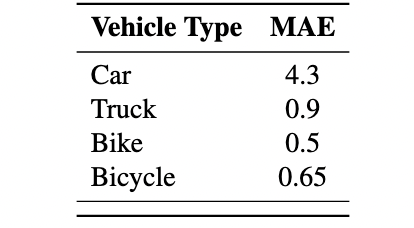 Vehicle Type MAE
Car 4.3
Truck 0.9
Bike 0.5
Bicycle 0.65